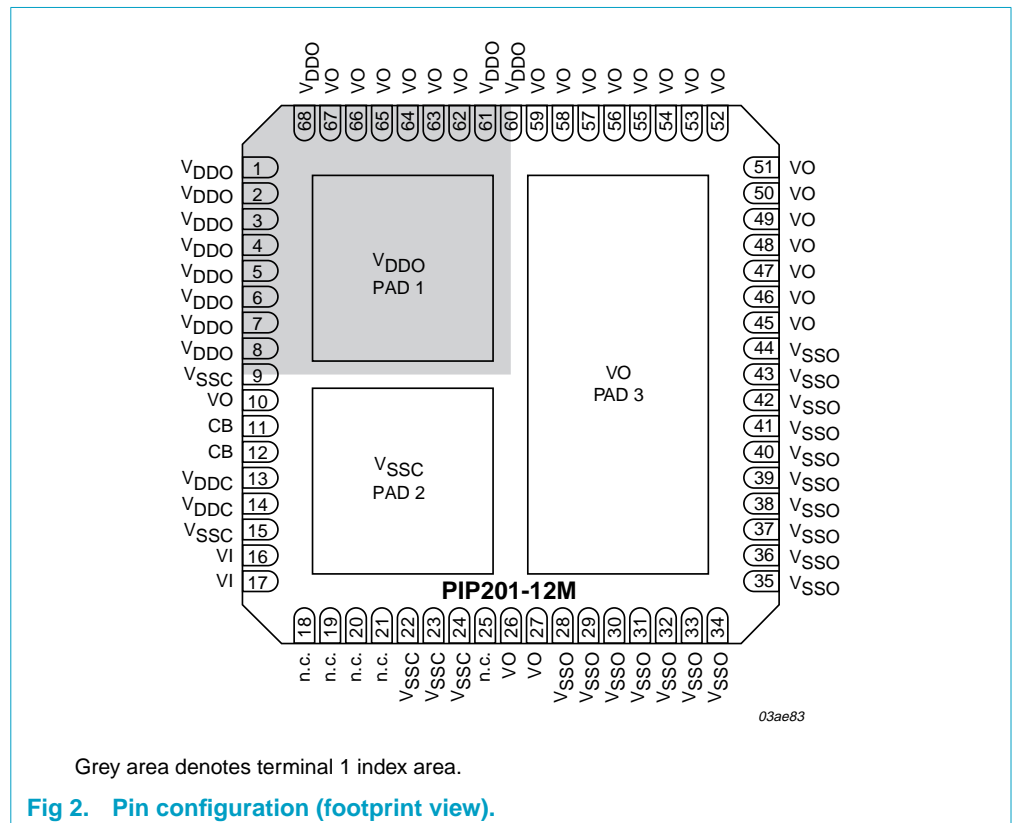 VDDO VO VO VO VO VO VO VDDO VDDO VO VO VO VO VO VO VO VO
68 67 66 65 64 63 62 61 60 59 58 57 56 55 54 53 52
VDDO 1
VDDO 2
VDDO 3
VDDO 4
VDDO 5
VDDO 6
VDDO 7
VDDO 8
VSSC 9
VO 10
CB 11
CB 12
VDDC 13
VDDC 14
VSSC 15
VI 16
VI 17
VDDO
PAD 1
VSSC
PAD 2
VO
PAD 3
51 VO
50 VO
49 VO
48 VO
47 VO
46 VO
45 VO
44 VSSO
43 VSSO
42 VSSO
41 VSSO
40 VSSO
39 VSSO
38 VSSO
37 VSSO
36 VSSO
35 VSSO
PIP201-12M
18 19 20 21 22 23 24 25 26 27 28 29 30 31 32 33 34
n.c. n.c. n.c. n.c. VSSC VSSC VSSC n.c. VO VO VSSO VSSO VSSO VSSO VSSO VSSO VSSO
03ae83
Grey area denotes terminal 1 index area.
Fig 2. Pin configuration (footprint view).